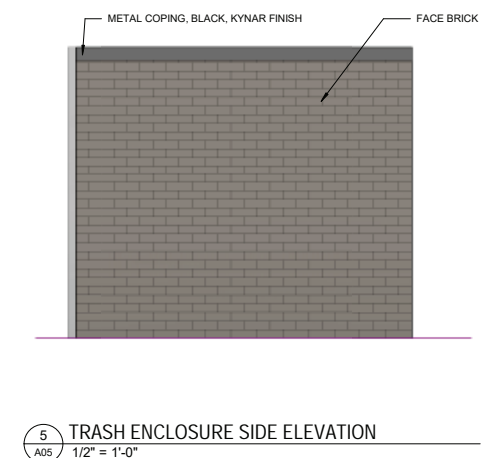 METAL COPING, BLACK, KYNAR FINISH
FACE BRICK
5 TRASH ENCLOSURE SIDE ELEVATION
A05 1/2" = 1'-0"